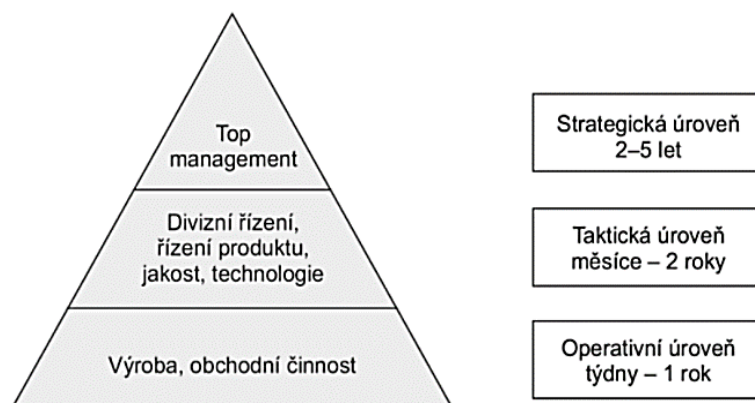 Top
management
Strategická úroveň
2–5 let
Divizní řízení,
řízení produktu,
jakost, technologie
Taktická úroveň
měsíce – 2 roky
Výroba, obchodní činnost
Operativní úroveň
týdny – 1 rok